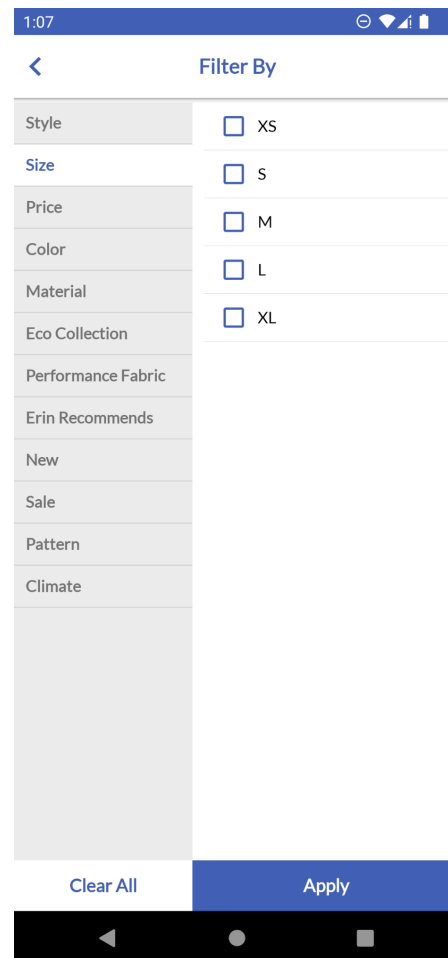 1:07
Filter By
Style
Size
Price
Color
Material
Eco Collection
Performance Fabric
Erin Recommends
New
Sale
Pattern
Climate
XS
S
M
L
XL
Clear All
Apply